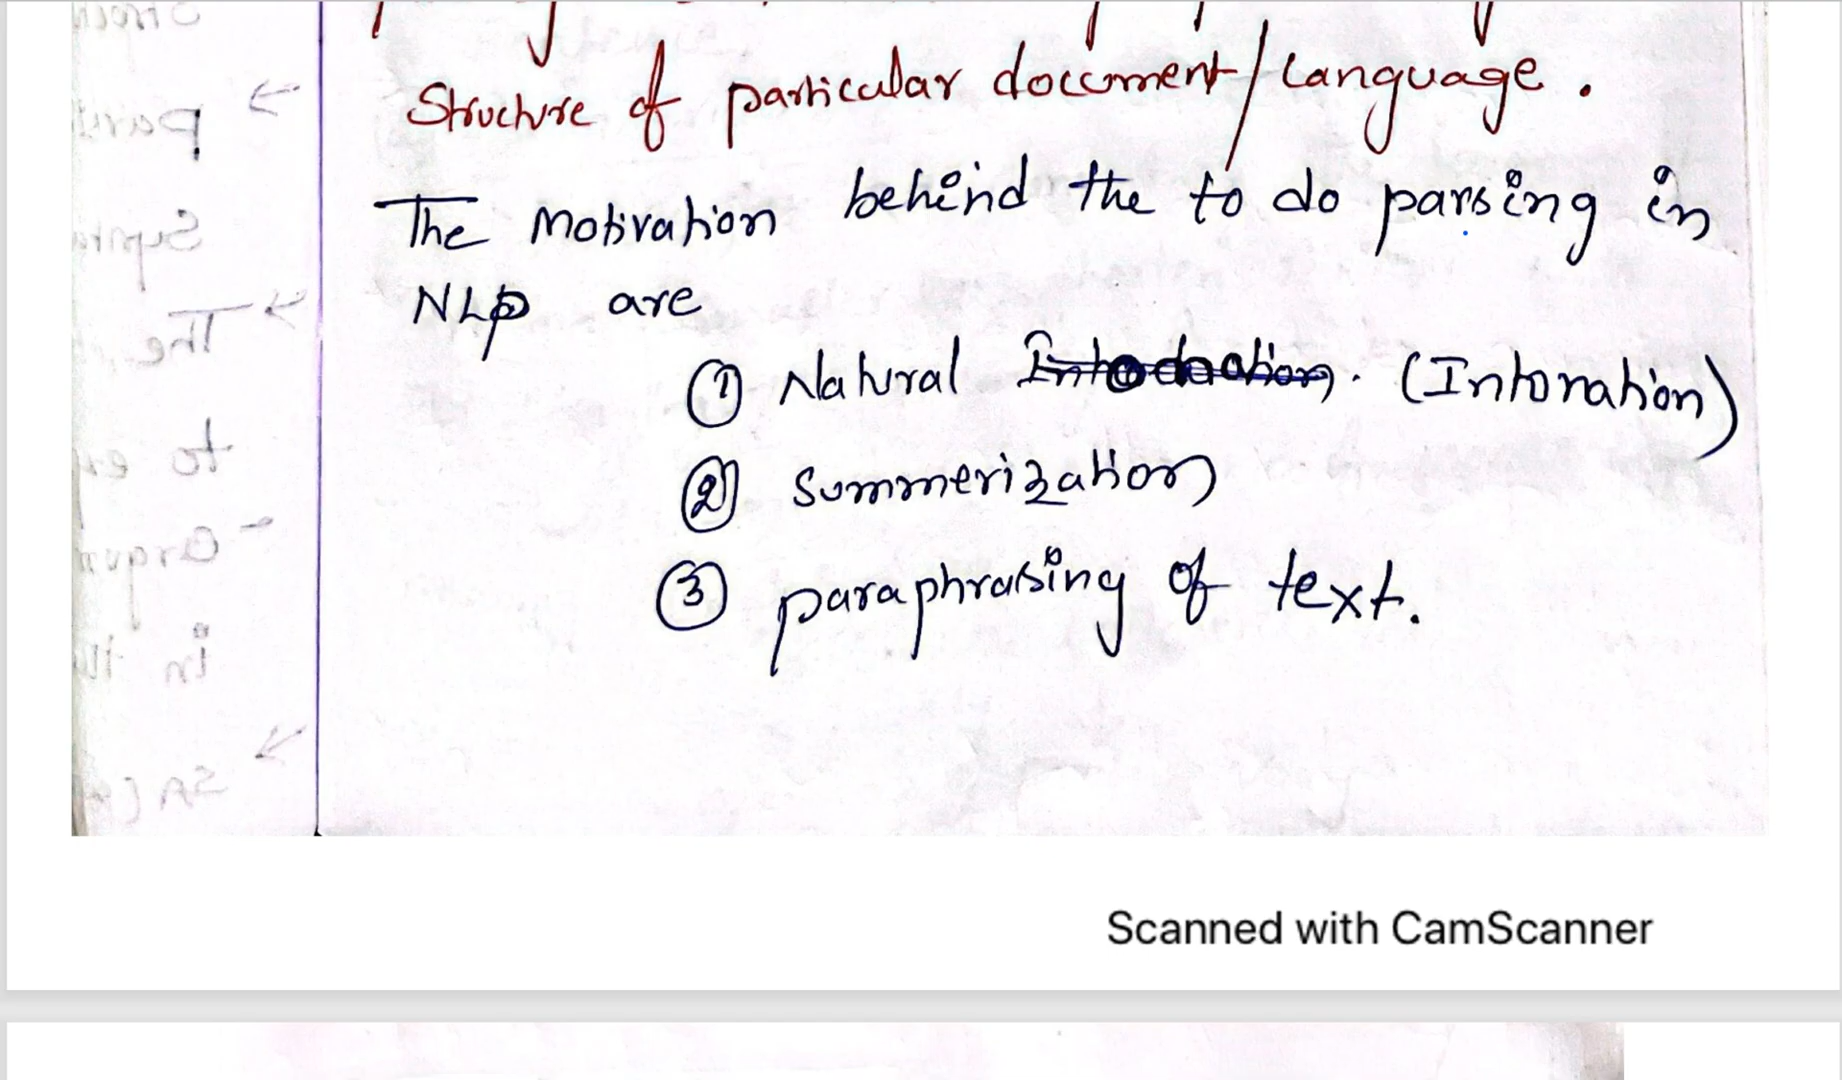 Structure of particular document/Language.
The Motivation behind the to do parsing in
NLP are
① Natural (Intonation)
② Summerization
③ paraphrasing of text.
Scanned with CamScanner